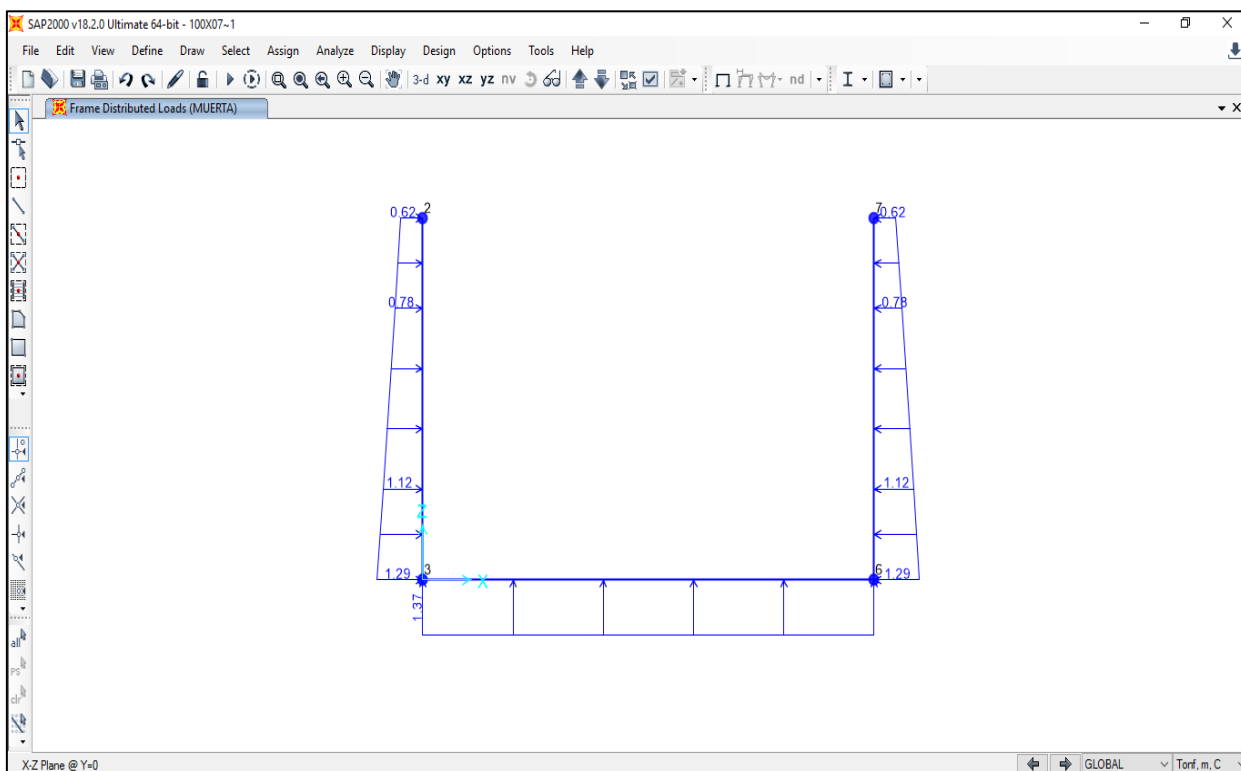 SAP2000 v18.2.0 Ultimate 64-bit - 100X07~1
File Edit View Define Draw Select Assign Analyze Display Design Options Tools Help
3-d xy xz yz nv nd
Frame Distributed Loads (MUERTA)
0.62 2 7 0.62
0.78 0.78
1.12 1.12
Z
1.29 3 6 1.29
X
1.37
all
ps
clr
X-Z Plane @ Y=0 GLOBAL Tonf, m, C